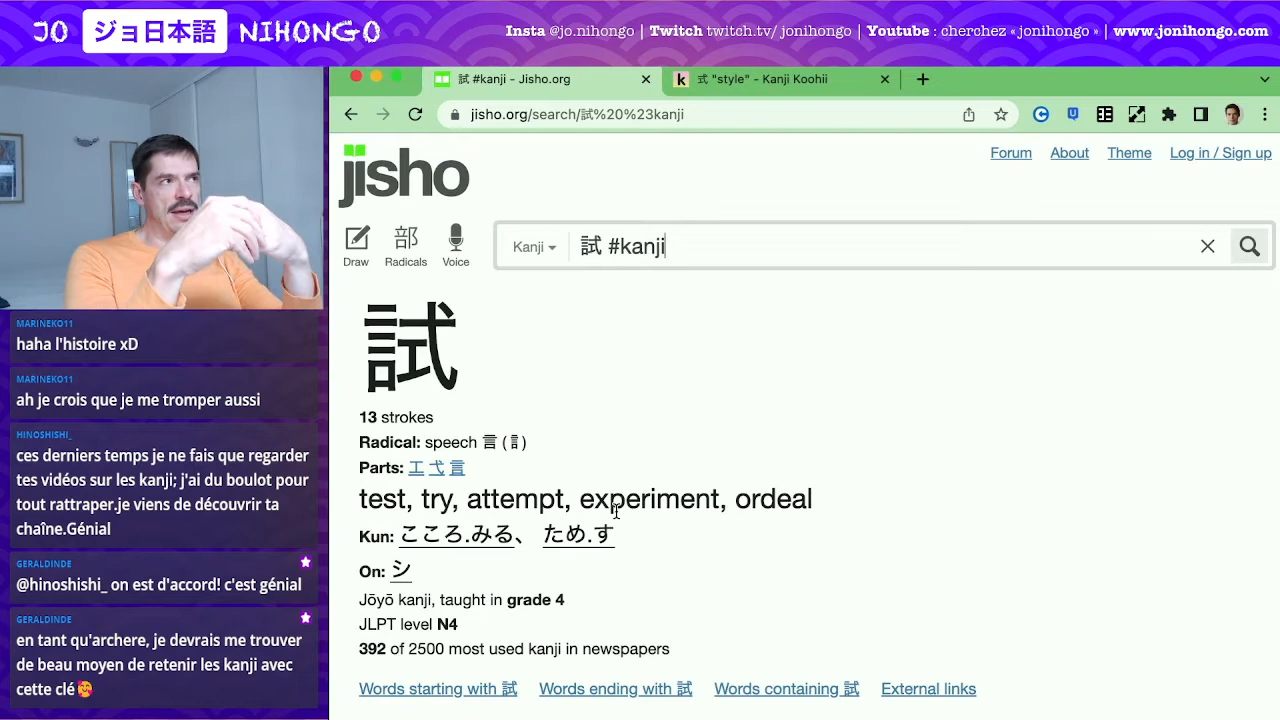 JO ジョ日本語 NIHONGO
Insta @jo.nihongo | Twitch twitch.tv/ jonihongo | Youtube : cherchez « jonihongo » | www.jonihongo.com
試 #kanji - Jisho.org
k 式 "style" - Kanji Koohii
jisho.org/search/試%20%23kanji
jisho
Forum About Theme Log in / Sign up
部
Draw Radicals Voice
Kanji 試 #kanji
試
13 strokes
Radical: speech 言 (訁)
Parts: 工 弋 言
test, try, attempt, experiment, ordeal
Kun: こころ.みる、 ため.す
On: シ
Jōyō kanji, taught in grade 4
JLPT level N4
392 of 2500 most used kanji in newspapers
Words starting with 試 Words ending with 試 Words containing 試 External links
MARINEKO11
haha l'histoire xD
MARINEKO11
ah je crois que je me tromper aussi
HINOSHISHI_
ces derniers temps je ne fais que regarder
tes vidéos sur les kanji; j'ai du boulot pour
tout rattraper.je viens de découvrir ta
chaîne.Génial
GERALDINDE
@hinoshishi_ on est d'accord! c'est génial
GERALDINDE
en tant qu'archere, je devrais me trouver
de beau moyen de retenir les kanji avec
cette clé🥰